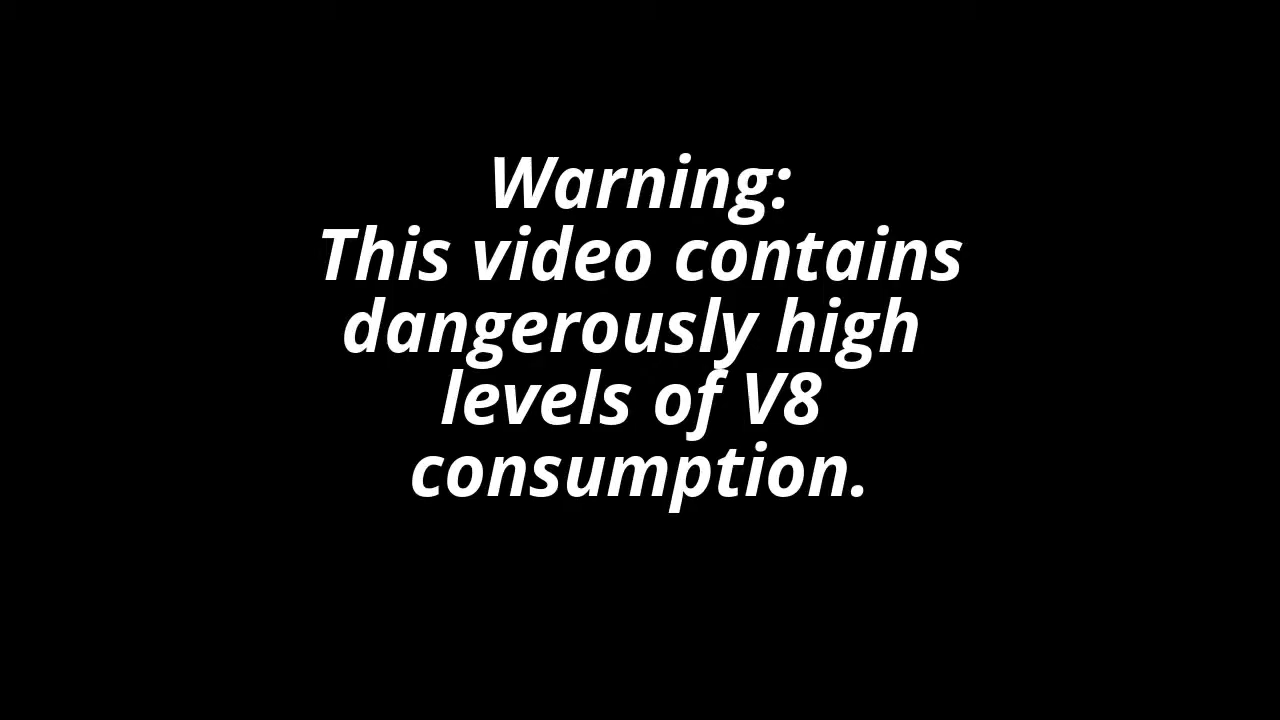 Warning:
This video contains
dangerously high
levels of V8
consumption.